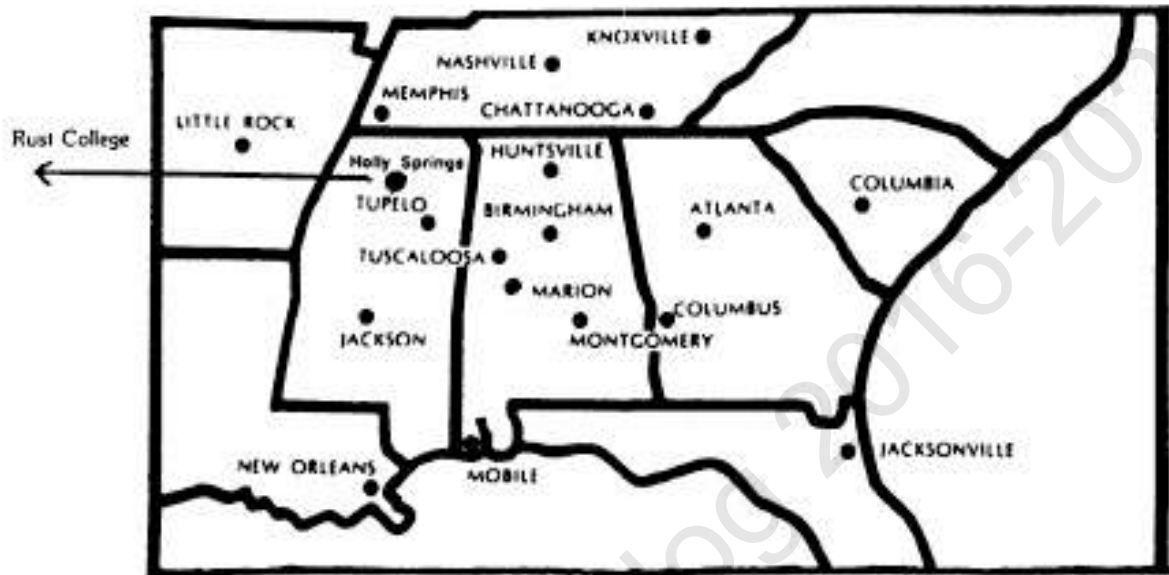 KNOXVILLE
NASHVILLE
MEMPHIS
CHATTANOOGA
LITTLE ROCK
Rust College
Holly Springs
HUNTSVILLE
COLUMBIA
TUPELO
BIRMINGHAM
ATLANTA
TUSCALOOSA
MARION
COLUMBUS
JACKSON
MONTGOMERY
JACKSONVILLE
NEW ORLEANS
MOBILE